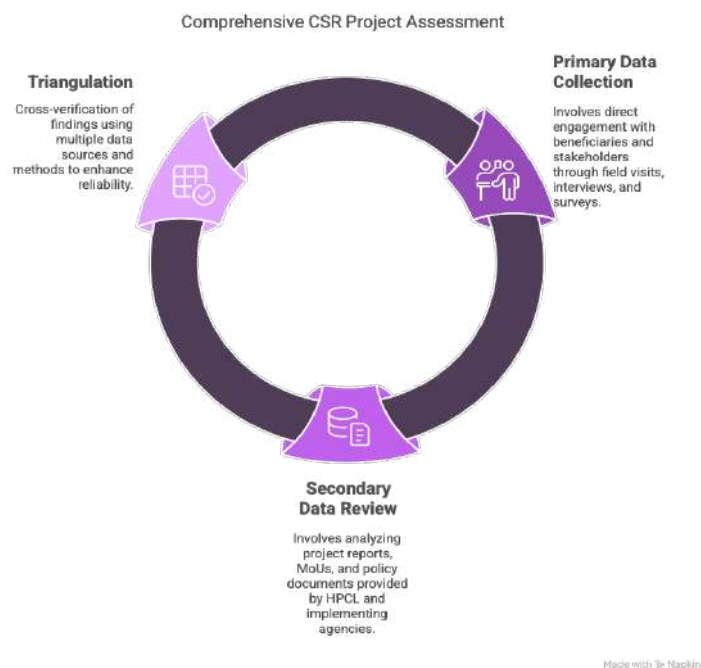 Comprehensive CSR Project Assessment
Triangulation
Cross-verification of
findings using
multiple data
sources and
methods to enhance
reliability.
Primary Data
Collection
Involves direct
engagement with
beneficiaries and
stakeholders
through field visits,
interviews, and
surveys.
Secondary
Data Review
Involves analyzing
project reports,
MoUs, and policy
documents provided
by HPCL and
implementing
agencies.
Made with Napkin